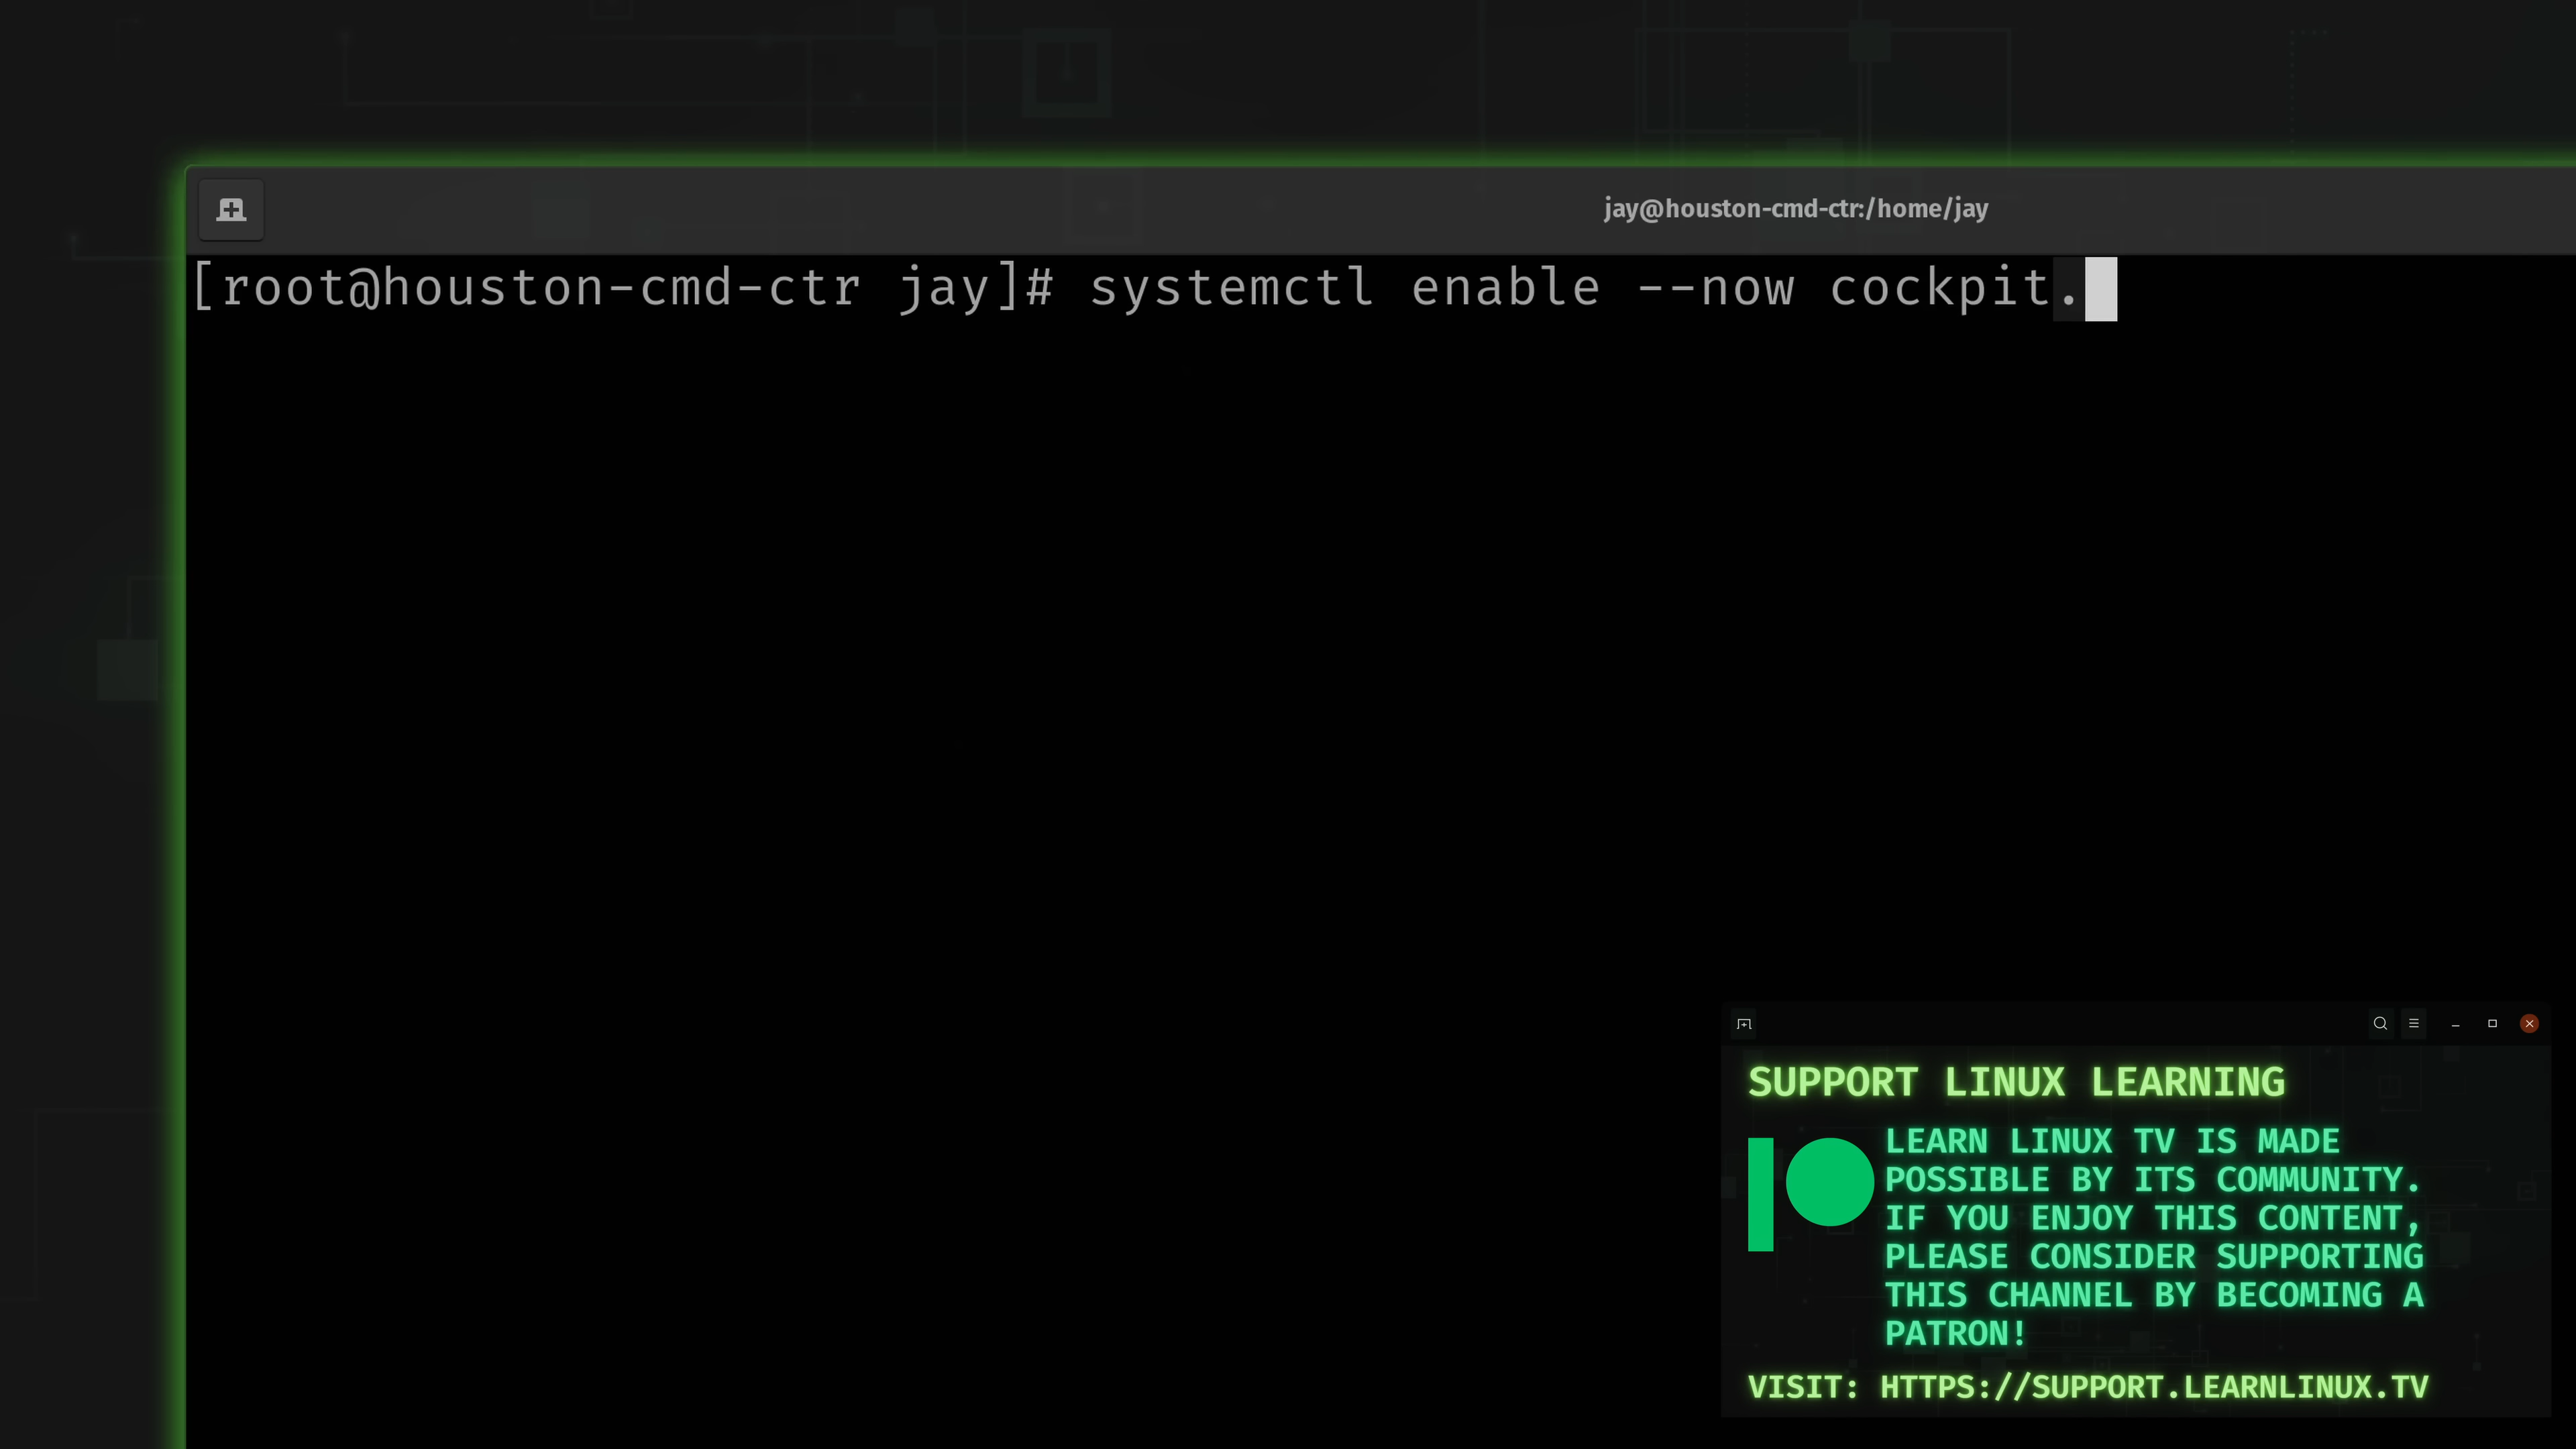 jay@houston-cmd-ctr:/home/jay
[root@houston-cmd-ctr jay]# systemctl enable --now cockpit.
SUPPORT LINUX LEARNING
LEARN LINUX TV IS MADE
POSSIBLE BY ITS COMMUNITY.
IF YOU ENJOY THIS CONTENT,
PLEASE CONSIDER SUPPORTING
THIS CHANNEL BY BECOMING A
PATRON!
VISIT: HTTPS://SUPPORT.LEARNLINUX.TV